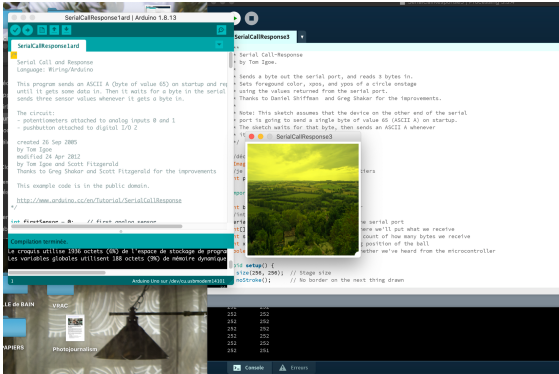 SerialCallResponse1ard | Arduino 1.8.13
SerialCallResponse1ard
Serial Call and Response
Language: Wiring/Arduino
This program sends an ASCII A (byte of value 65) on startup and rep
until it gets some data in. Then it waits for a byte in the serial
sends three sensor values whenever it gets a byte in.
The circuit:
- potentiometers attached to analog inputs 0 and 1
- pushbutton attached to digital I/O 2
created 26 Sep 2005
by Tom Igoe
modified 24 Apr 2012
by Tom Igoe and Scott Fitzgerald
Thanks to Greg Shakar and Scott Fitzgerald for the improvements
This example code is in the public domain.
http://www.arduino.cc/en/Tutorial/SerialCallResponse
*/
int firstSensor = 0; // first analog sensor
Compilation terminée.
Le croquis utilise 1936 octets (6%) de l'espace de stockage de progra
Les variables globales utilisent 188 octets (9%) de mémoire dynamique
1
Arduino Uno sur /dev/cu.usbmodem14101
SerialCallResponse3
Serial Call-Response
by Tom Igoe.
Sends a byte out the serial port, and reads 3 bytes in.
Sets foreground color, xpos, and ypos of a circle onstage
using the values returned from the serial port.
Thanks to Daniel Shiffman and Greg Shakar for the improvements.
Note: This sketch assumes that the device on the other end of the serial
port is going to send a single byte of value 65 (ASCII A) on startup.
The sketch waits for that byte, then sends an ASCII A whenever
SerialCallResponse3
he serial port
here we'll put what we receive
count of how many bytes we receive
g position of the ball
ether we've heard from the microcontroller
id setup() {
size(256, 256); // Stage size
noStroke(); // No border on the next thing drawn
252 252
252 252
252 252
252 252
252 252
252 251
Console
Errors
LLE de BAIN
VRAC
PAPIERS
Photojournalism